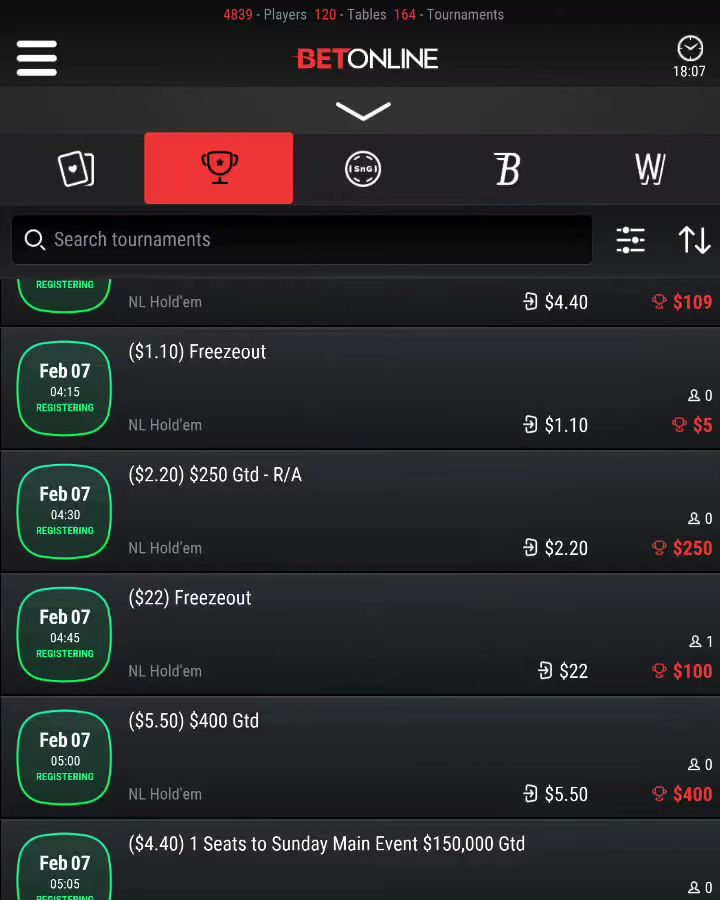 4839 - Players 120 - Tables 164 - Tournaments
BETONLINE
18:07
SnG
B
W
Search tournaments
REGISTERING
NL Hold'em $4.40 $109
($1.10) Freezeout
Feb 07
04:15
REGISTERING
0
NL Hold'em $1.10 $5
($2.20) $250 Gtd - R/A
Feb 07
04:30
REGISTERING
0
NL Hold'em $2.20 $250
($22) Freezeout
Feb 07
04:45
REGISTERING
1
NL Hold'em $22 $100
($5.50) $400 Gtd
Feb 07
05:00
REGISTERING
0
NL Hold'em $5.50 $400
($4.40) 1 Seats to Sunday Main Event $150,000 Gtd
Feb 07
05:05
0
REGISTERING